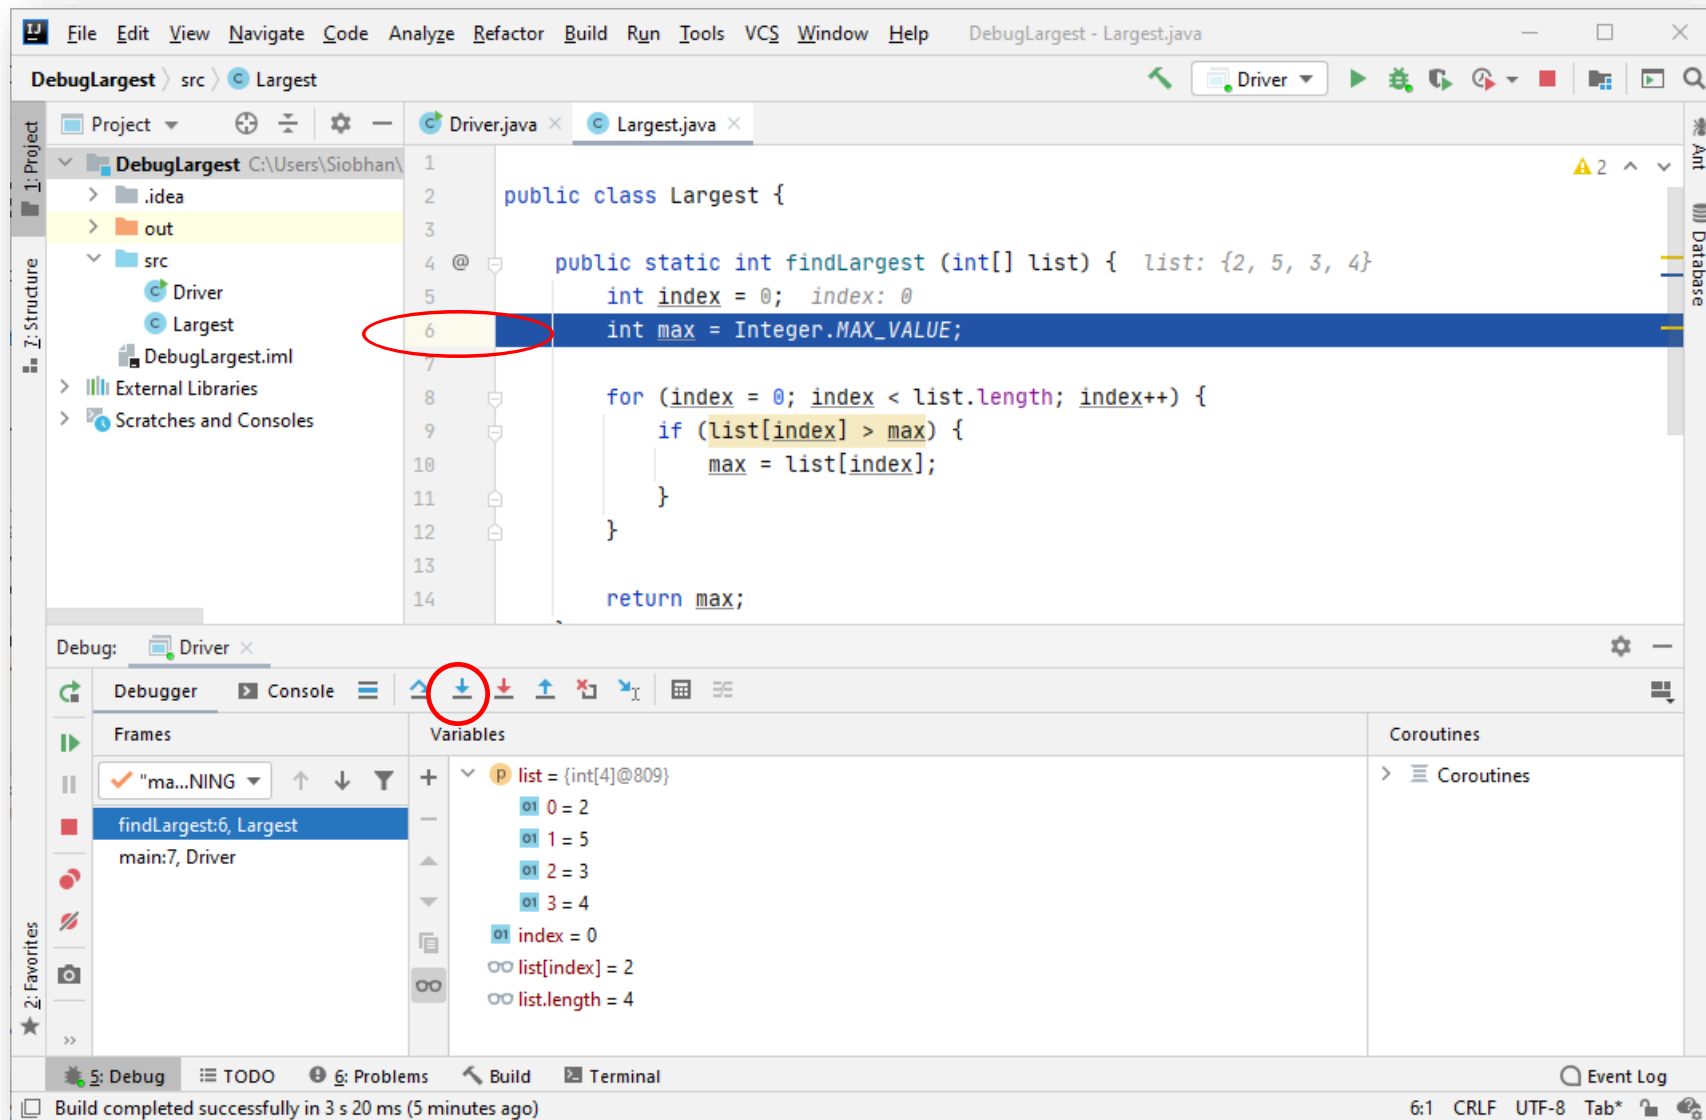 File Edit View Navigate Code Analyze Refactor Build Run Tools VCS Window Help DebugLargest - Largest.java
DebugLargest src Largest
Driver
1: Project
7: Structure
2: Favorites
Project
DebugLargest C:\Users\Siobhan\
.idea
out
src
Driver
Largest
DebugLargest.iml
External Libraries
Scratches and Consoles
Driver.java Largest.java
2
1
2 public class Largest {
3
4 @ public static int findLargest (int[] list) { list: {2, 5, 3, 4}
5 int index = 0; index: 0
6 int max = Integer.MAX_VALUE;
7
8 for (index = 0; index < list.length; index++) {
9 if (list[index] > max) {
10 max = list[index];
11 }
12 }
13
14 return max;
Ant
Database
Debug: Driver
Debugger Console
Frames
"ma...NING
findLargest:6, Largest
main:7, Driver
Variables
list = {int[4]@809}
0 = 2
1 = 5
2 = 3
3 = 4
index = 0
list[index] = 2
list.length = 4
Coroutines
Coroutines
5: Debug TODO 6: Problems Build Terminal Event Log
Build completed successfully in 3 s 20 ms (5 minutes ago) 6:1 CRLF UTF-8 Tab*